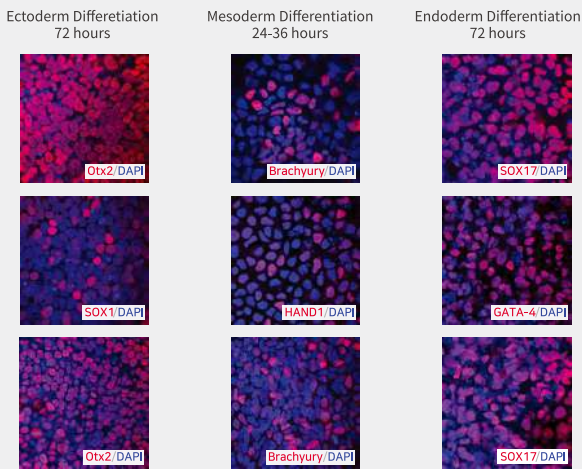 Ectoderm Differetiation
72 hours
Mesoderm Differentiation
24-36 hours
Endoderm Differentiation
72 hours
Otx2/DAPI
Brachyury/DAPI
SOX17/DAPI
SOX1/DAPI
HAND1/DAPI
GATA-4/DAPI
Otx2/DAPI
Brachyury/DAPI
SOX17/DAPI